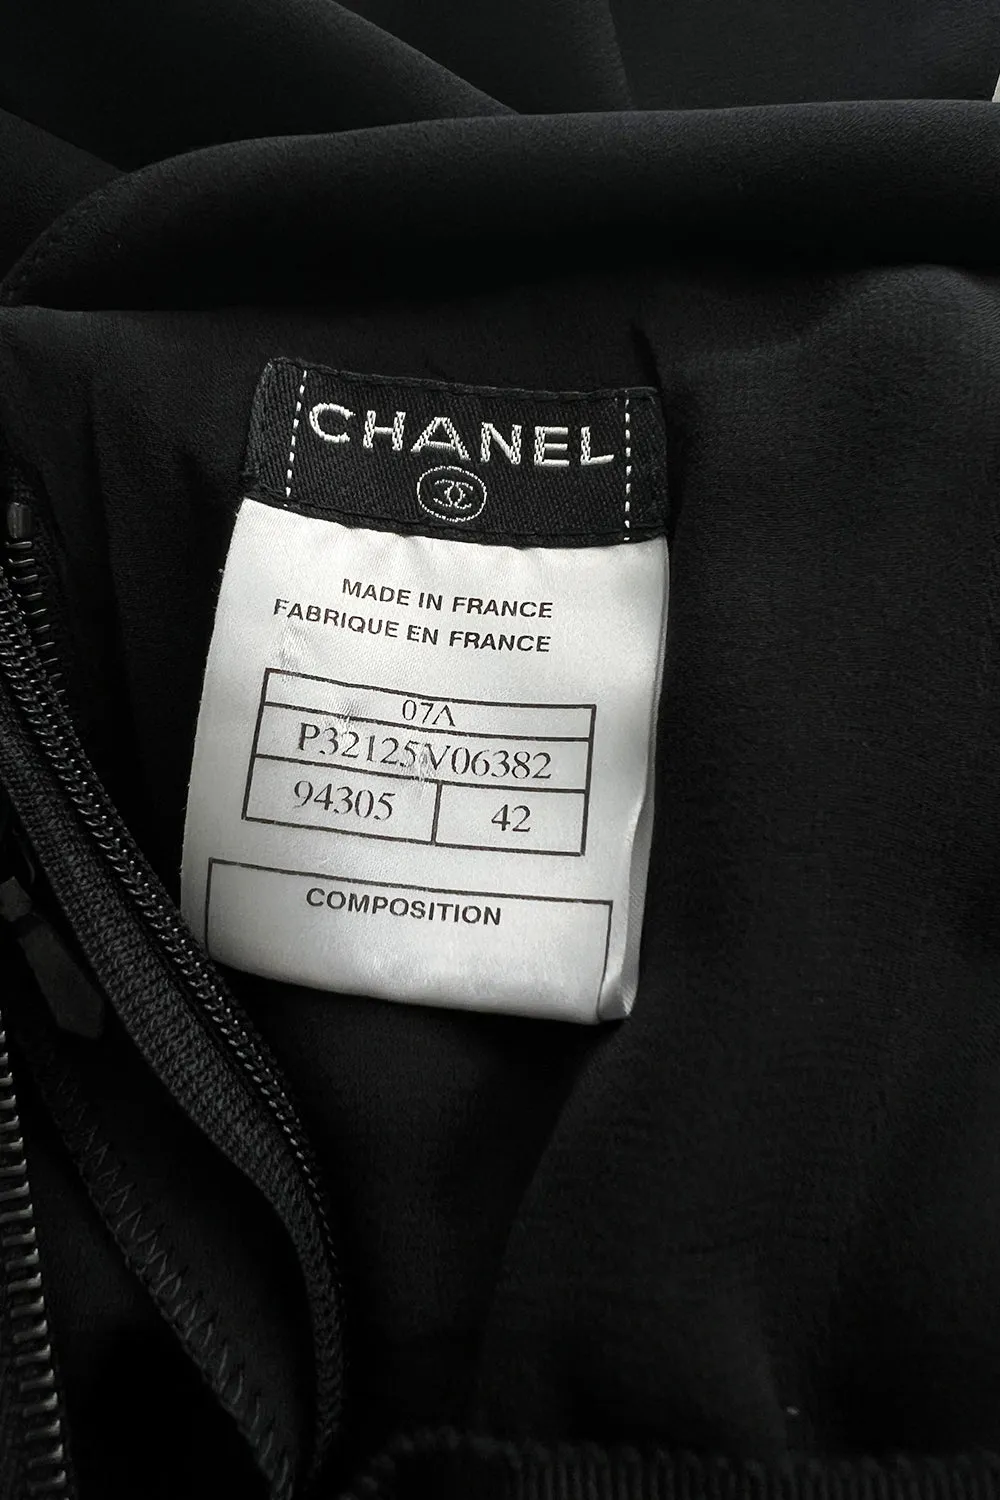 CHANEL
MADE IN FRANCE
FABRIQUE EN FRANCE
07A
P32125V06382
94305 42
COMPOSITION